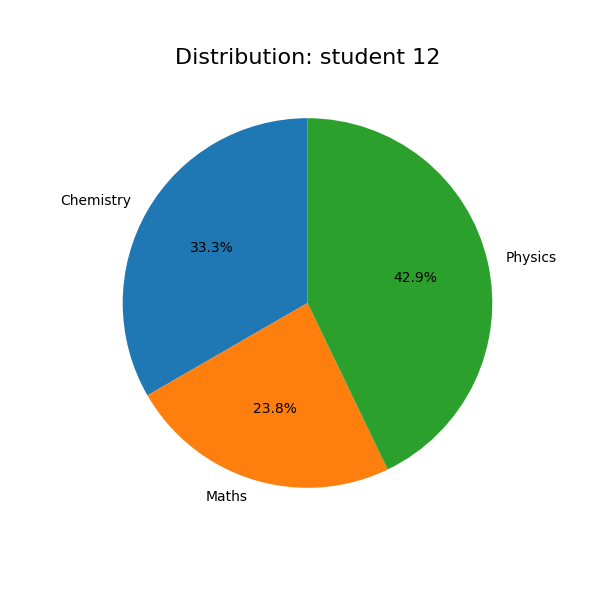 Distribution: student 12
Chemistry
33.3%
Physics
42.9%
23.8%
Maths